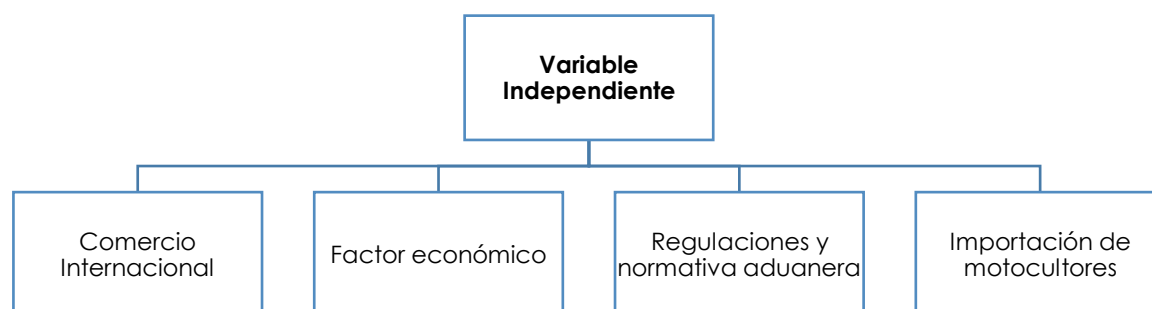 Variable
Independiente
Comercio
Internacional
Factor económico
Regulaciones y
normativa aduanera
Importación de
motocultores